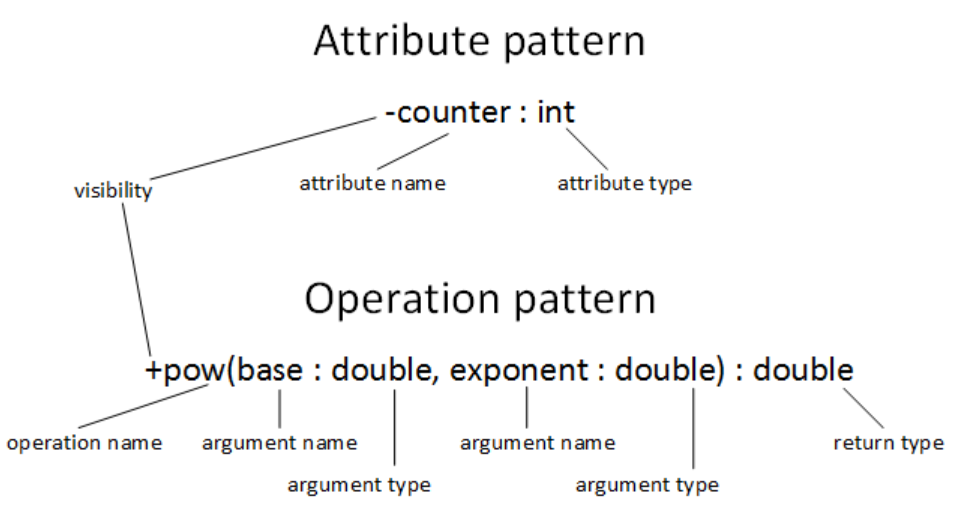 Attribute pattern
-counter : int
visibility
attribute name
attribute type
Operation pattern
+pow(base : double, exponent : double) : double
operation name
argument name
argument name
return type
argument type
argument type